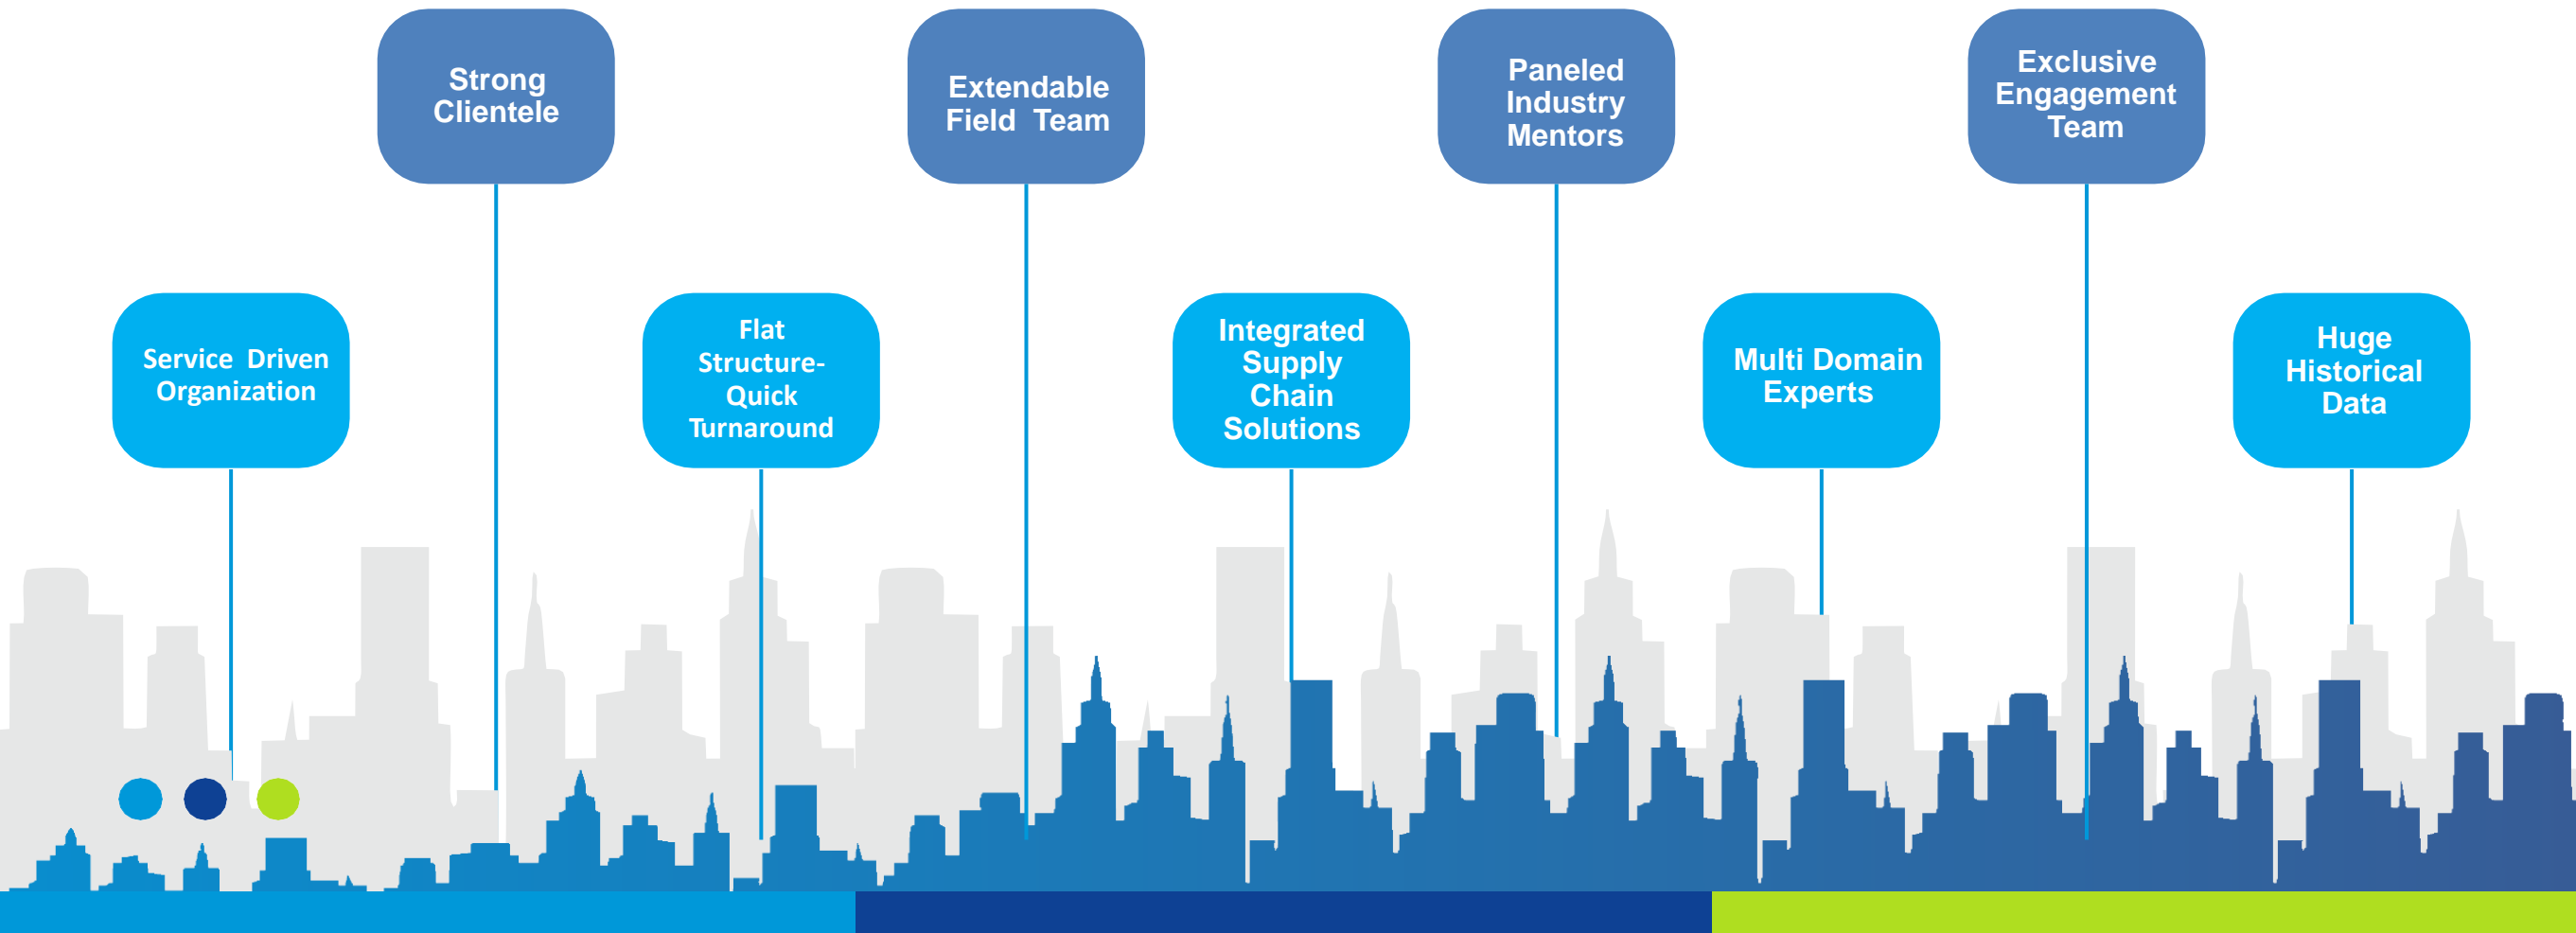 Strong
Clientele
Extendable
Field Team
Paneled
Industry
Mentors
Exclusive
Engagement
Team
Service Driven
Organization
Flat
Structure-
Quick
Turnaround
Integrated
Supply
Chain
Solutions
Multi Domain
Experts
Huge
Historical
Data